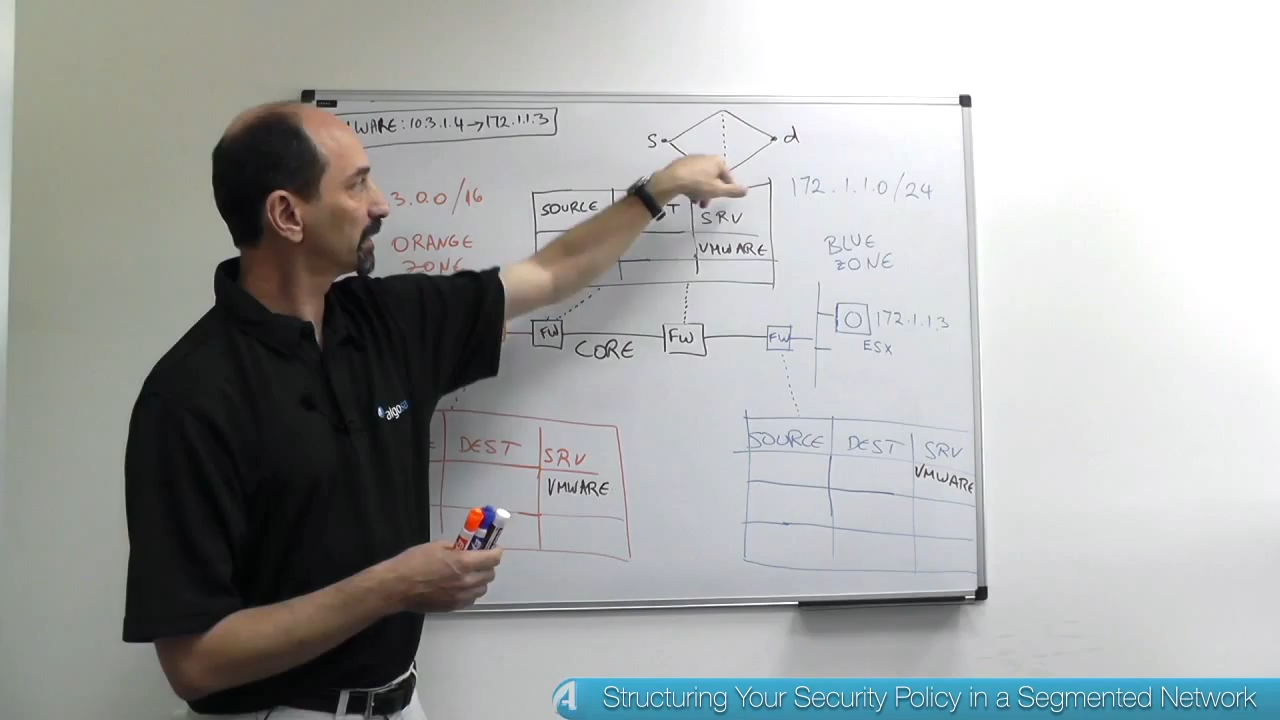 WARE: 10.3.1.4→172.1.1.3
S
d
3.0.0/16
172.1.1.0/24
SOURCE
SRV
VMWARE
ORANGE
ZONE
BLUE
ZONE
FW
CORE
FW
FW
172.1.1.3
ESX
algo
DEST
SRV
VMWARE
SOURCE
DEST
SRV
VMWARE
Structuring Your Security Policy in a Segmented Network